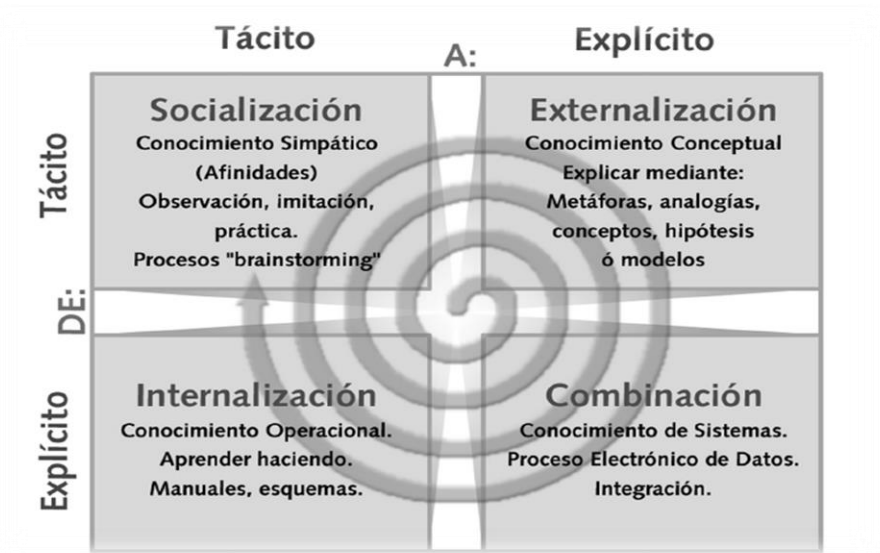 Tácito
Explícito
A:
Tácito
Socialización
Conocimiento Simpático
(Afinidades)
Observación, imitación,
práctica.
Procesos "brainstorming"
Externalización
Conocimiento Conceptual
Explicar mediante:
Metáforas, analogías,
conceptos, hipótesis
ó modelos
DE:
Explícito
Internalización
Conocimiento Operacional.
Aprender haciendo.
Manuales, esquemas.
Combinación
Conocimiento de Sistemas.
Proceso Electrónico de Datos.
Integración.